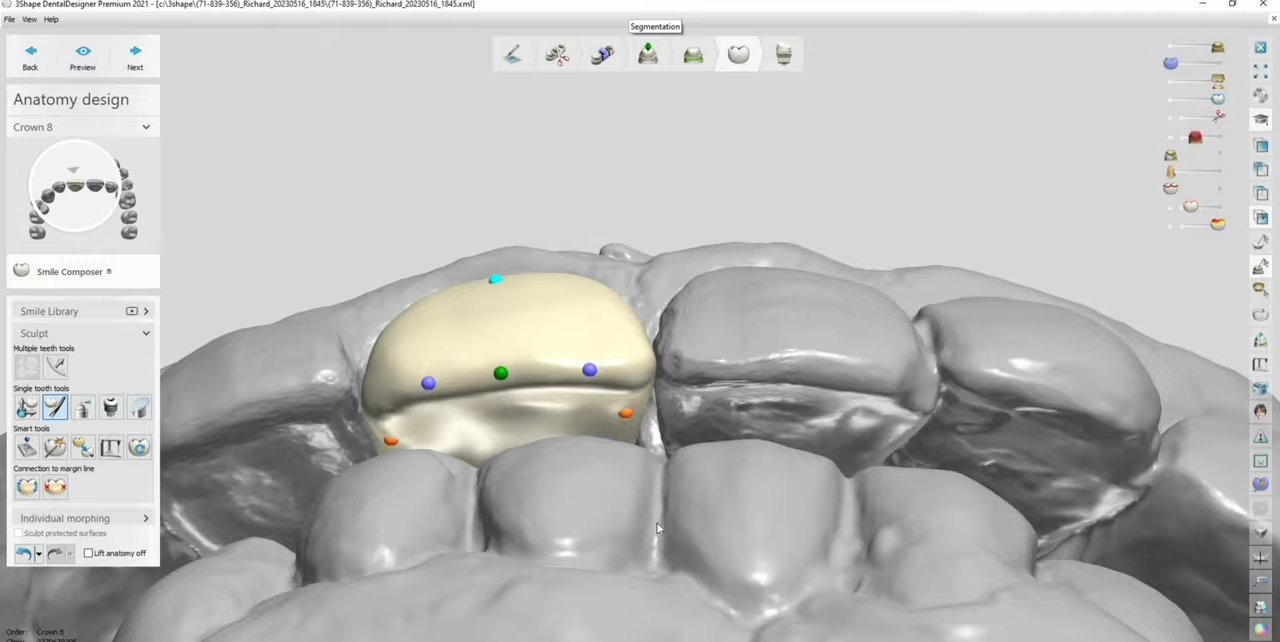 3Shape DentalDesigner Premium 2021 - [c:\3shape\(71-839-356)_Richard_20230516_1845\(71-839-356)_Richard_20230516_1845.xml]
File View Help
Segmentation
Back Preview Next
Anatomy design
Crown 8
Smile Composer ®
Smile Library
Sculpt
Multiple teeth tools
Single tooth tools
Smart tools
Connection to margin line
Individual morphing
Sculpt protected surfaces
Lift anatomy off
Order: Crown 8